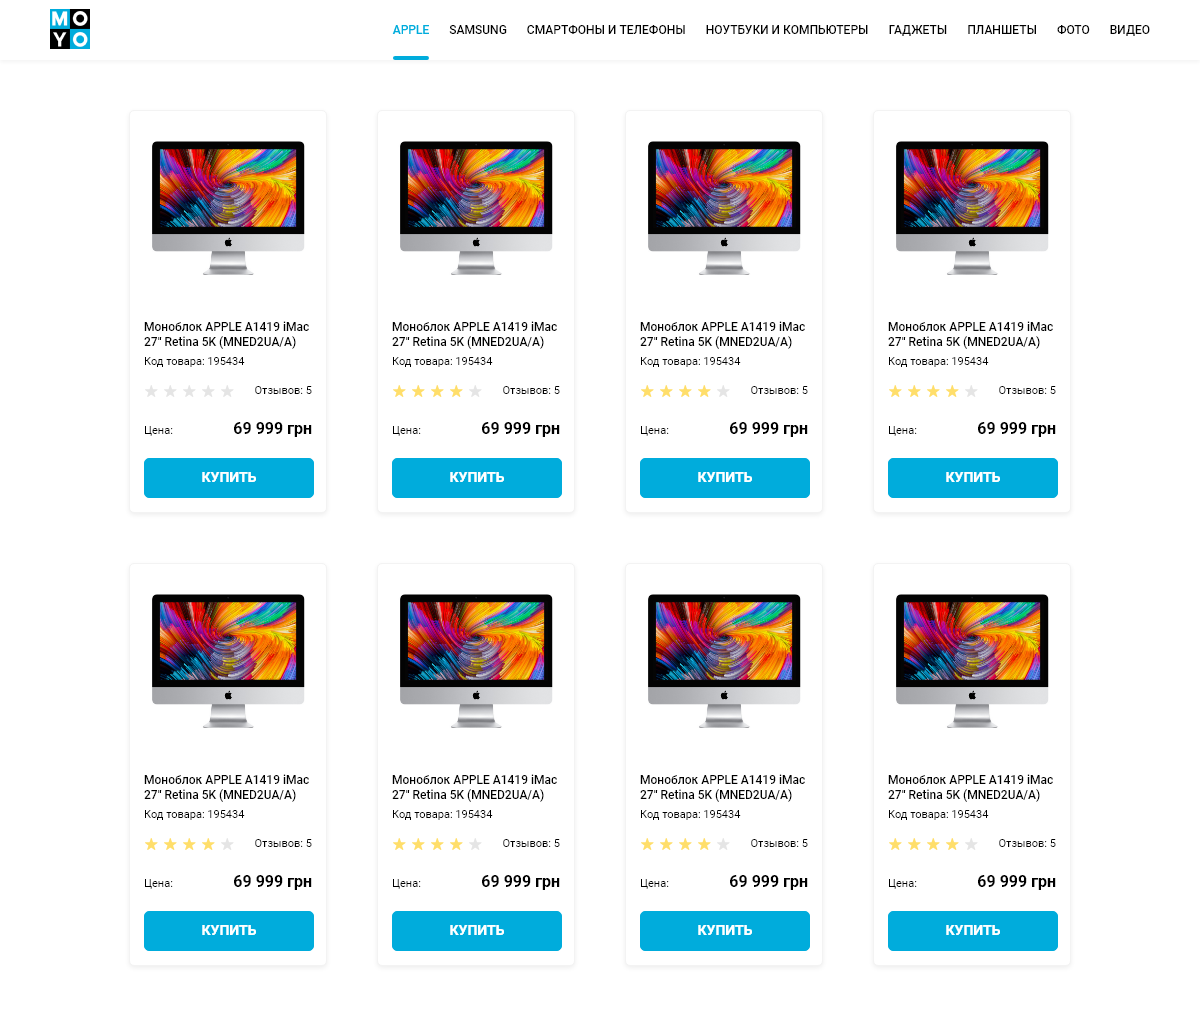 MO
YO
APPLE SAMSUNG СМАРТФОНЫ И ТЕЛЕФОНЫ НОУТБУКИ И КОМПЬЮТЕРЫ ГАДЖЕТЫ ПЛАНШЕТЫ ФОТО ВИДЕО
Моноблок APPLE A1419 iMac
27" Retina 5K (MNED2UA/A)
Код товара: 195434
Отзывов: 5
Цена: 69 999 грн
КУПИТЬ
Моноблок APPLE A1419 iMac
27" Retina 5K (MNED2UA/A)
Код товара: 195434
Отзывов: 5
Цена: 69 999 грн
КУПИТЬ
Моноблок APPLE A1419 iMac
27" Retina 5K (MNED2UA/A)
Код товара: 195434
Отзывов: 5
Цена: 69 999 грн
КУПИТЬ
Моноблок APPLE A1419 iMac
27" Retina 5K (MNED2UA/A)
Код товара: 195434
Отзывов: 5
Цена: 69 999 грн
КУПИТЬ
Моноблок APPLE A1419 iMac
27" Retina 5K (MNED2UA/A)
Код товара: 195434
Отзывов: 5
Цена: 69 999 грн
КУПИТЬ
Моноблок APPLE A1419 iMac
27" Retina 5K (MNED2UA/A)
Код товара: 195434
Отзывов: 5
Цена: 69 999 грн
КУПИТЬ
Моноблок APPLE A1419 iMac
27" Retina 5K (MNED2UA/A)
Код товара: 195434
Отзывов: 5
Цена: 69 999 грн
КУПИТЬ
Моноблок APPLE A1419 iMac
27" Retina 5K (MNED2UA/A)
Код товара: 195434
Отзывов: 5
Цена: 69 999 грн
КУПИТЬ